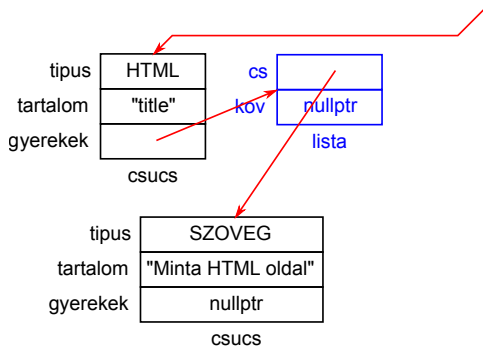 tipus HTML
tartalom "title"
gyerekek
csucs
cs
kov nullptr
lista
tipus SZOVEG
tartalom "Minta HTML oldal"
gyerekek nullptr
csucs